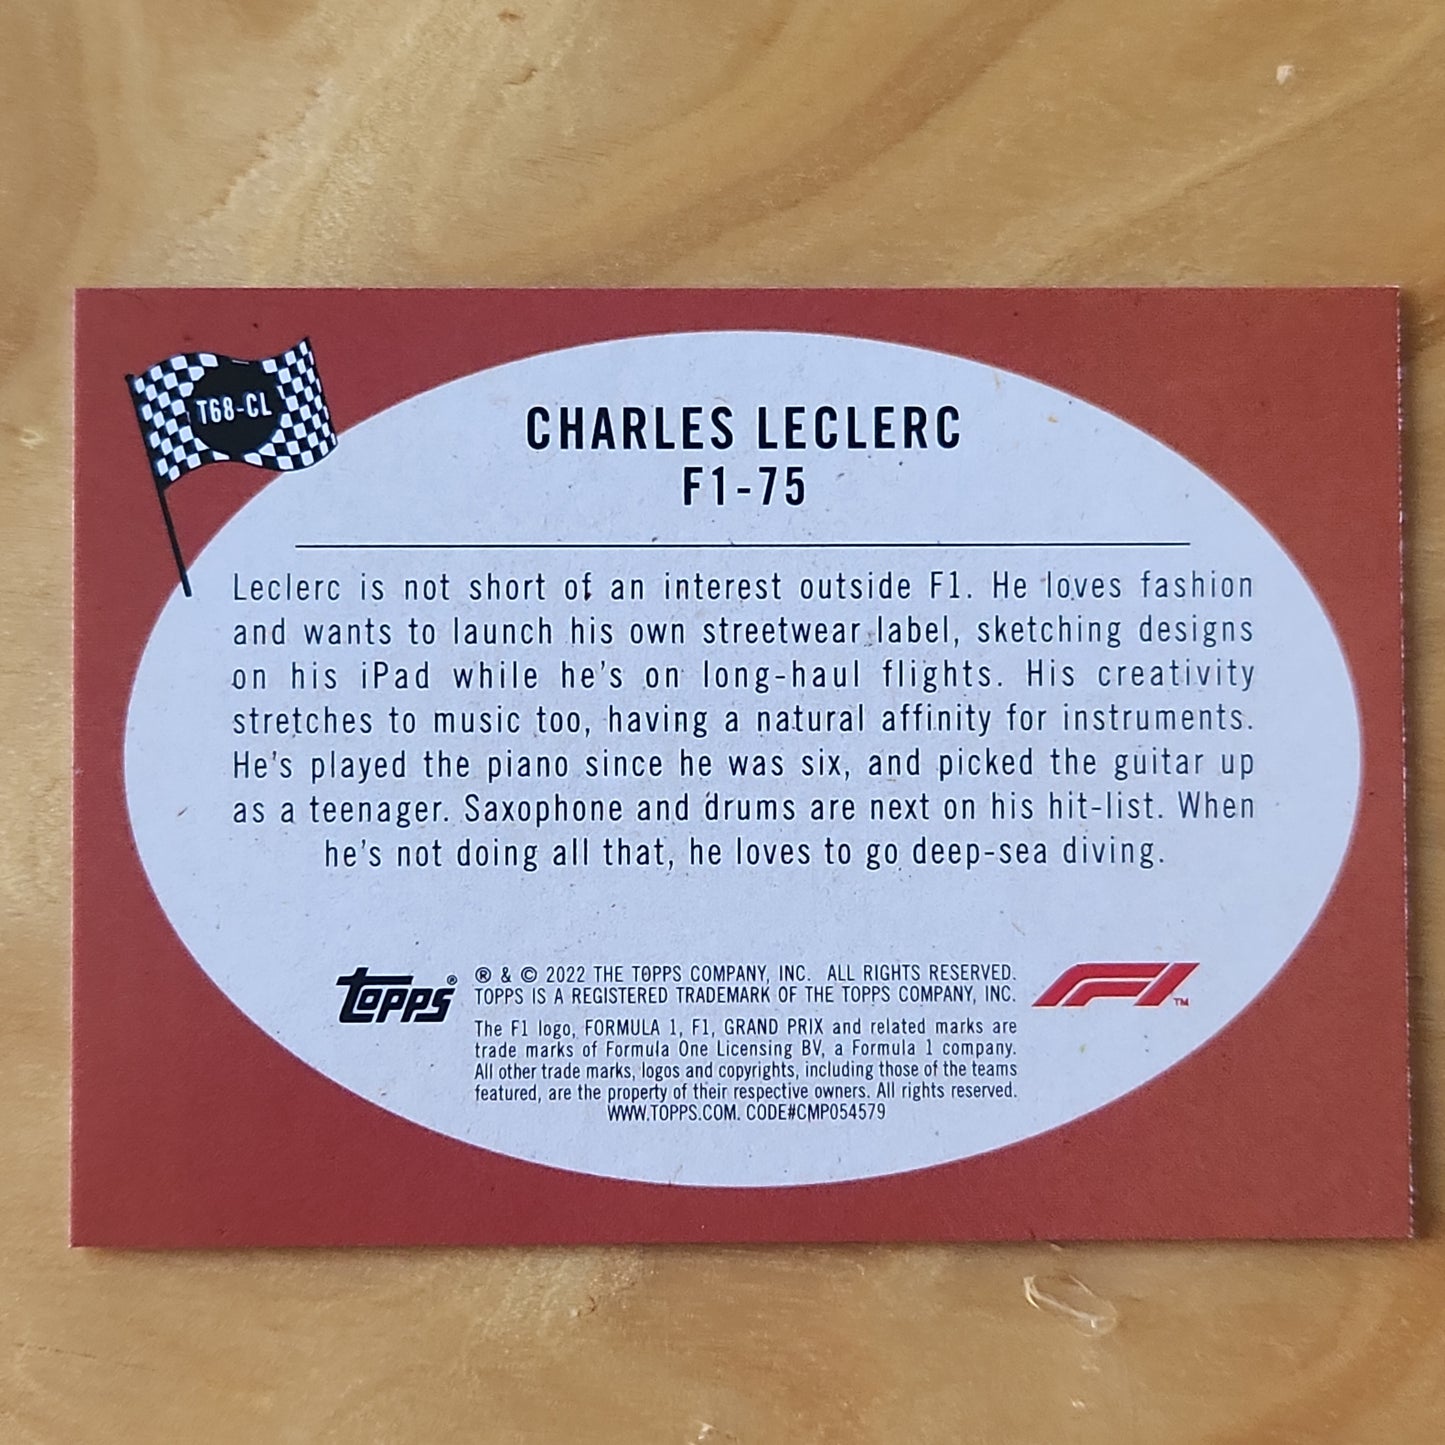 T68-CL
CHARLES LECLERC
F1-75
Leclerc is not short of an interest outside F1. He loves fashion
and wants to launch his own streetwear label, sketching designs
on his iPad while he's on long-haul flights. His creativity
stretches to music too, having a natural affinity for instruments.
He's played the piano since he was six, and picked the guitar up
as a teenager. Saxophone and drums are next on his hit-list. When
he's not doing all that, he loves to go deep-sea diving.
Topps®
® & © 2022 THE TOPPS COMPANY, INC. ALL RIGHTS RESERVED.
TOPPS IS A REGISTERED TRADEMARK OF THE TOPPS COMPANY, INC.
The F1 logo, FORMULA 1, F1, GRAND PRIX and related marks are
trade marks of Formula One Licensing BV, a Formula 1 company.
All other trade marks, logos and copyrights, including those of the teams
featured, are the property of their respective owners. All rights reserved.
WWW.TOPPS.COM. CODE#CMP054579
F1™